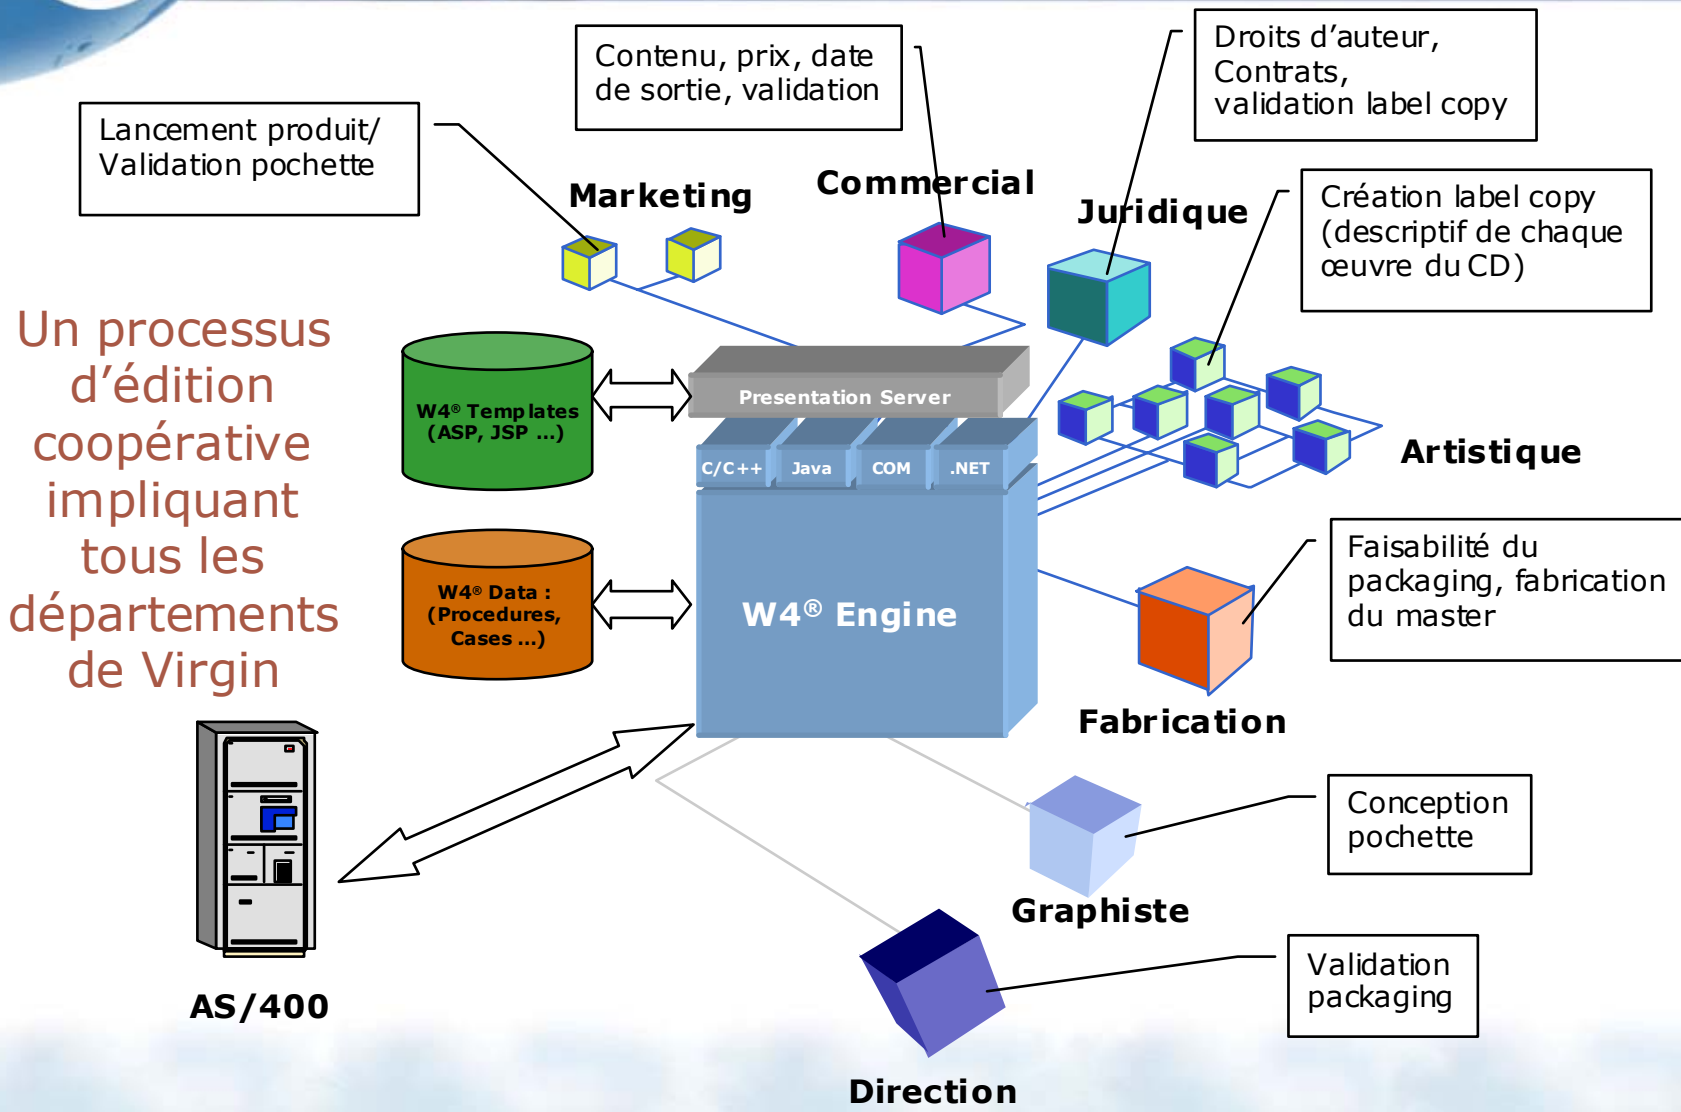 Contenu, prix, date
de sortie, validation
Droits d’auteur,
Contrats,
validation label copy
Lancement produit/
Validation pochette
Marketing
Commercial
Juridique
Création label copy
(descriptif de chaque
œuvre du CD)
Un processus
d’édition
coopérative
impliquant
tous les
départements
de Virgin
W4® Templates
(ASP, JSP ...)
Presentation Server
C/C++
Java
COM
.NET
Artistique
W4® Data :
(Procedures,
Cases ...)
W4® Engine
Faisabilité du
packaging, fabrication
du master
Fabrication
Conception
pochette
Graphiste
Validation
packaging
AS/400
Direction